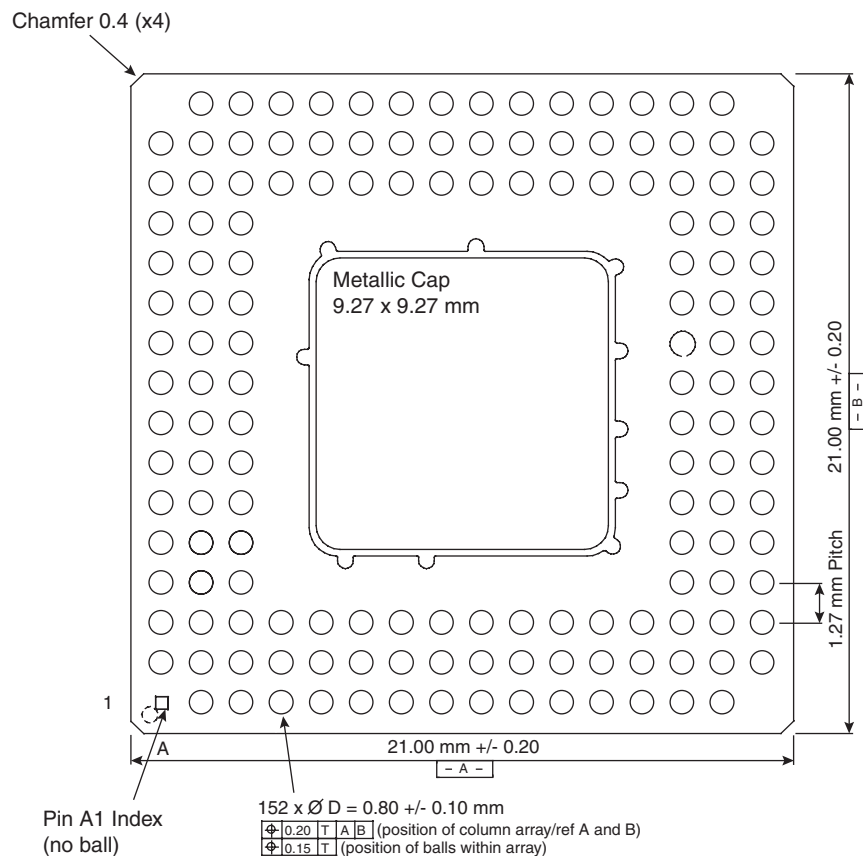 Chamfer 0.4 (x4)
Metallic Cap
9.27 x 9.27 mm
21.00 mm +/- 0.20
- B -
1.27 mm Pitch
1
A
21.00 mm +/- 0.20
- A -
Pin A1 Index
(no ball)
152 x Ø D = 0.80 +/- 0.10 mm
⌖ 0.20 T A B (position of column array/ref A and B)
⌖ 0.15 T (position of balls within array)